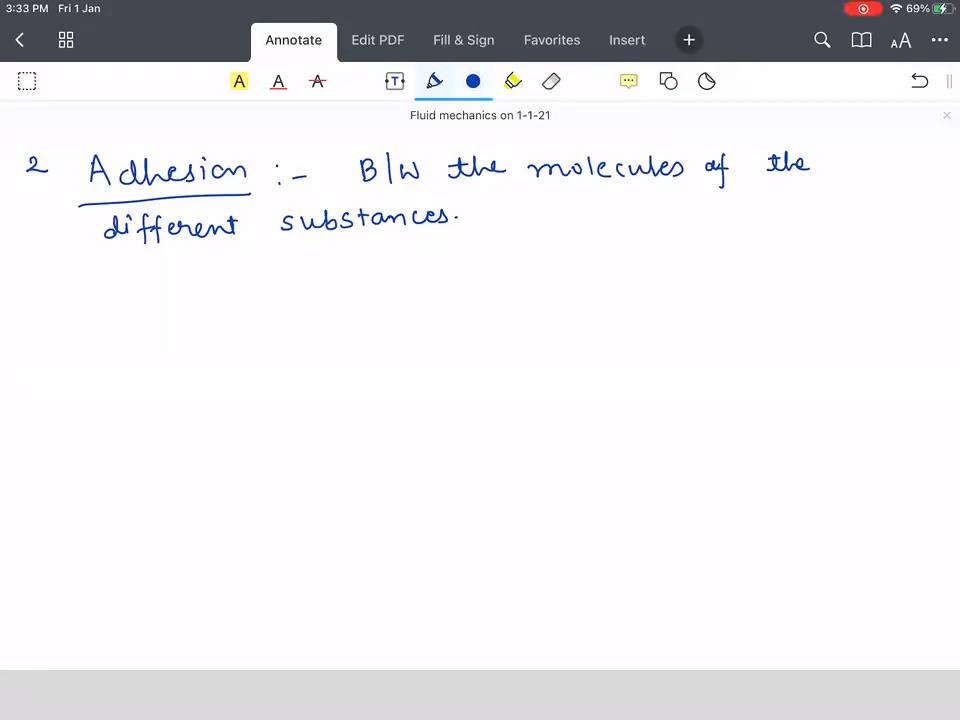 3:33 PM Fri 1 Jan 69%
Annotate Edit PDF Fill & Sign Favorites Insert
Fluid mechanics on 1-1-21
2 Adhesion :- B/W the molecules of the
different substances.